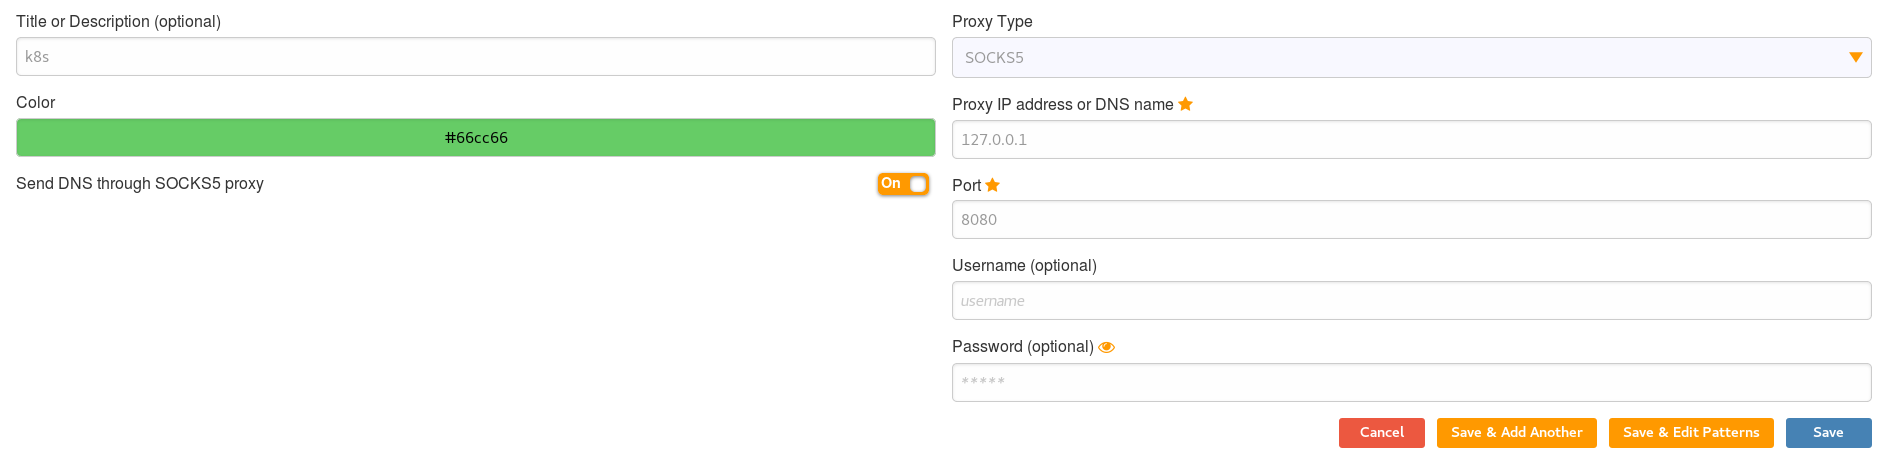 Title or Description (optional)
k8s
Color
#66cc66
Send DNS through SOCKS5 proxy
On
Proxy Type
SOCKS5
Proxy IP address or DNS name
127.0.0.1
Port
8080
Username (optional)
username
Password (optional)
*****
Cancel
Save & Add Another
Save & Edit Patterns
Save